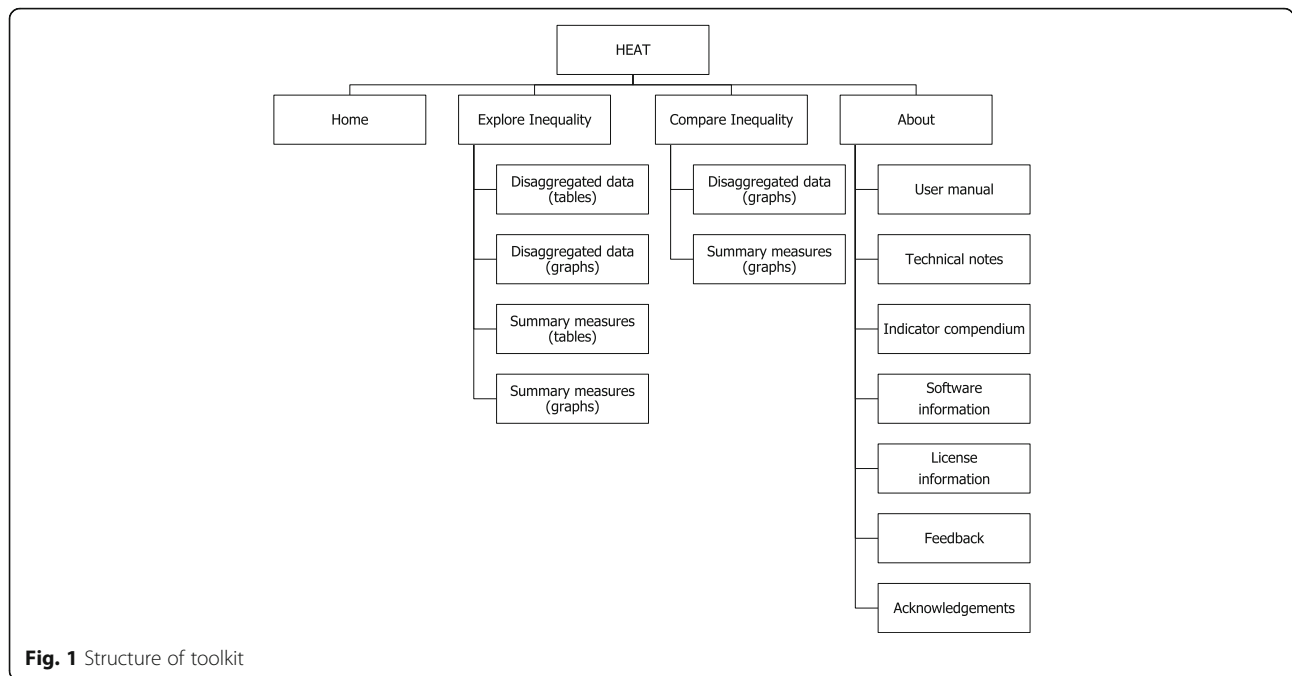 HEAT
Home
Explore Inequality
Compare Inequality
About
Disaggregated data
(tables)
Disaggregated data
(graphs)
Summary measures
(tables)
Summary measures
(graphs)
Disaggregated data
(graphs)
Summary measures
(graphs)
User manual
Technical notes
Indicator compendium
Software
information
License
information
Feedback
Acknowledgements
Fig. 1 Structure of toolkit